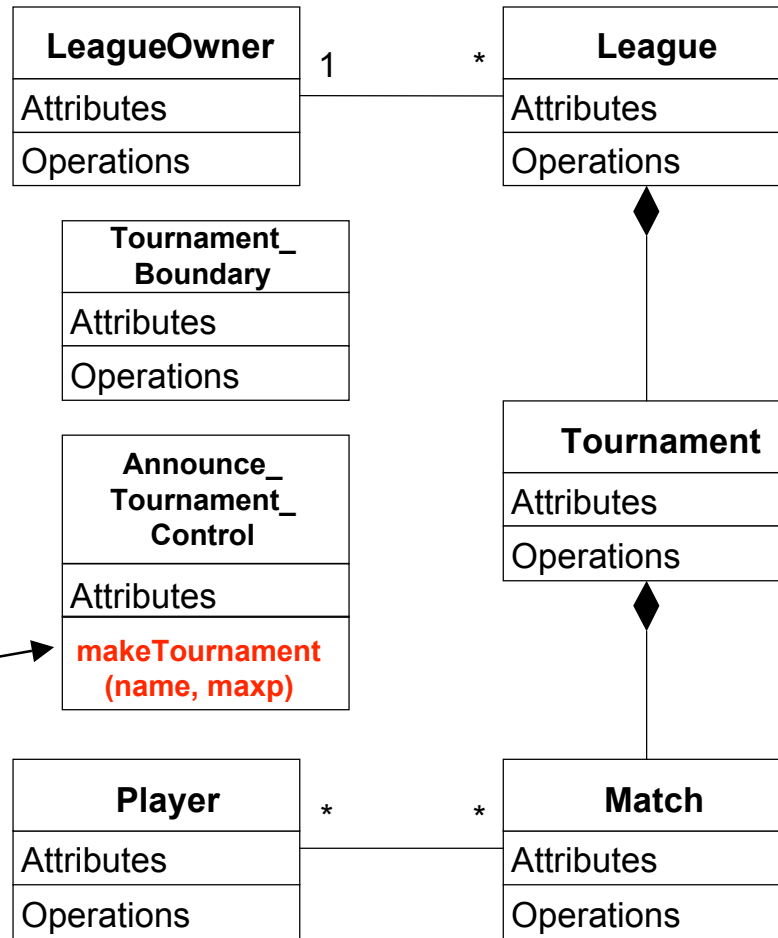 LeagueOwner
Attributes
Operations
1
*
League
Attributes
Operations
Tournament_
Boundary
Attributes
Operations
Announce_
Tournament_
Control
Attributes
makeTournament
(name, maxp)
Tournament
Attributes
Operations
Player
Attributes
Operations
*
*
Match
Attributes
Operations